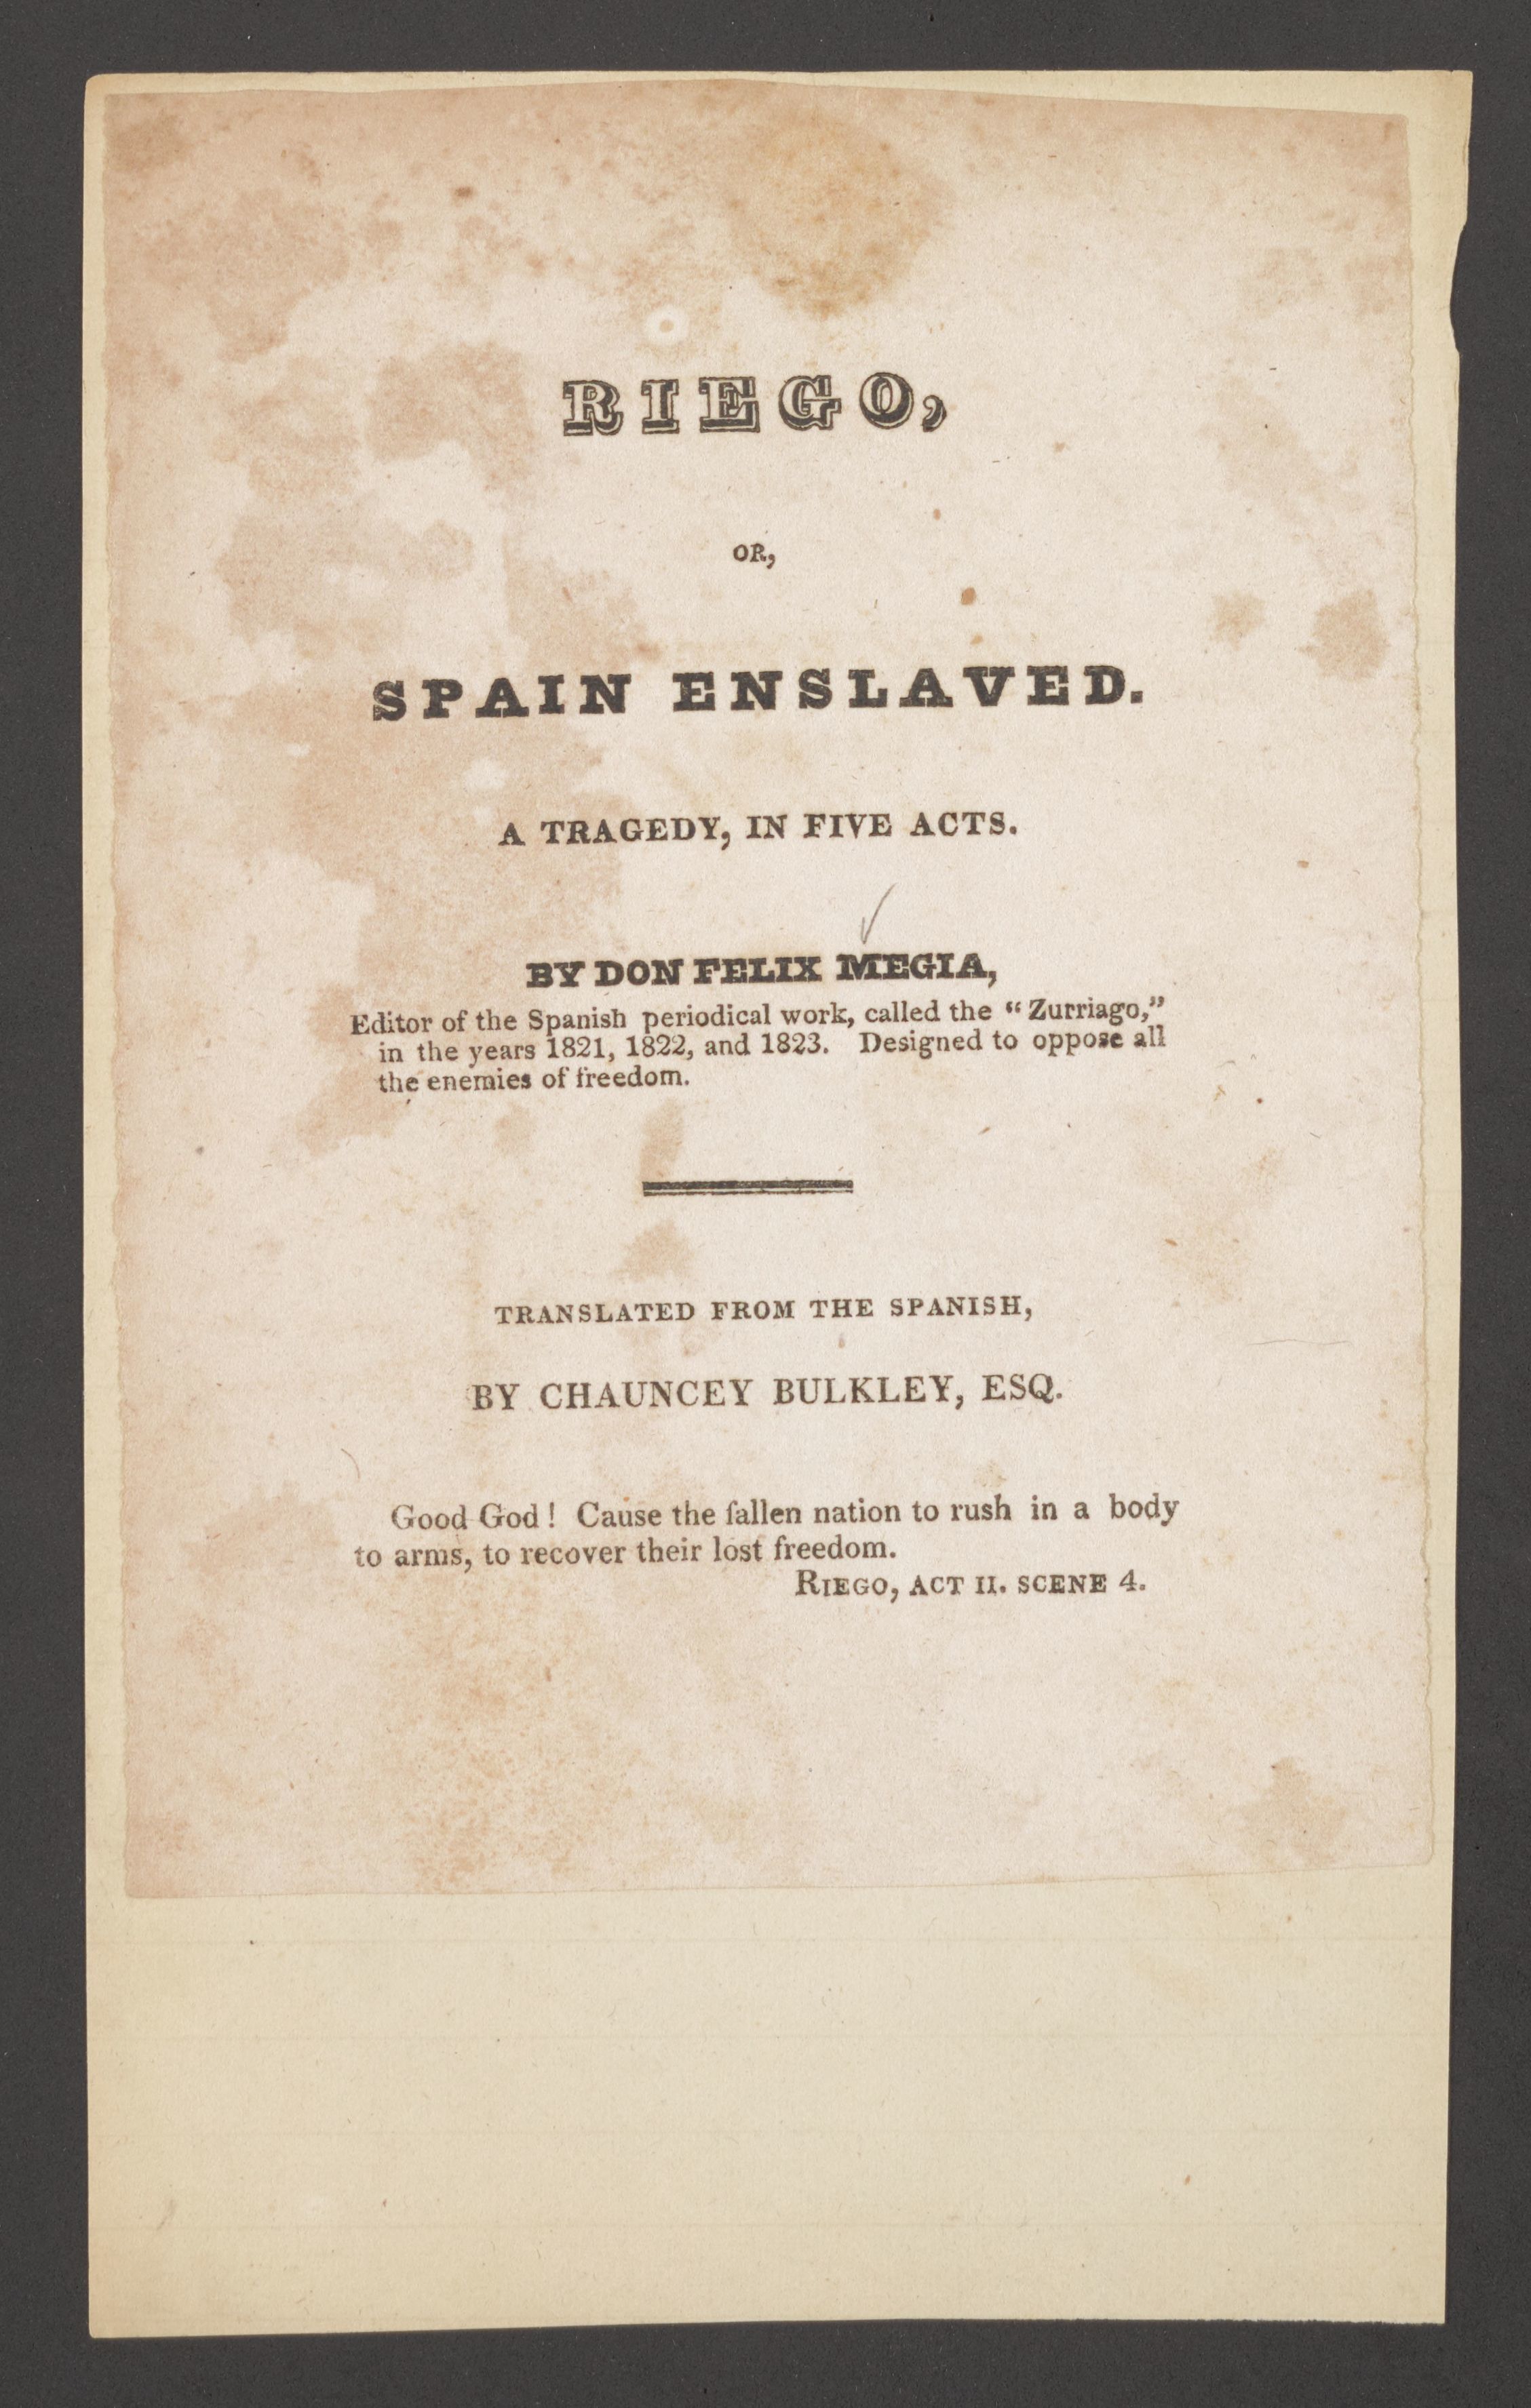 RIEGO,
OR,
SPAIN ENSLAVED.
A TRAGEDY, IN FIVE ACTS.
BY DON FELIX MEGIA,
Editor of the Spanish periodical work, called the “Zurriago,”
in the years 1821, 1822, and 1823. Designed to oppose all
the enemies of freedom.
TRANSLATED FROM THE SPANISH,
BY CHAUNCEY BULKLEY, ESQ.
Good God! Cause the fallen nation to rush in a body
to arms, to recover their lost freedom.
RIEGO, ACT II. SCENE 4.